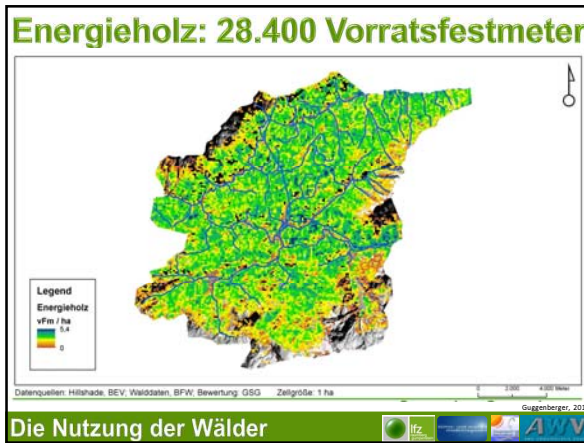 Energieholz: 28.400 Vorratsfestmeter
Legend
Energieholz
vFm / ha
5,4
0
Datenquellen: Hillshade, BEV; Walddaten, BFW; Bewertung: GSG Zellgröße: 1 ha
0 2.000 4.000 Meter
Guggenberger, 201
Die Nutzung der Wälder
lfz
AWV